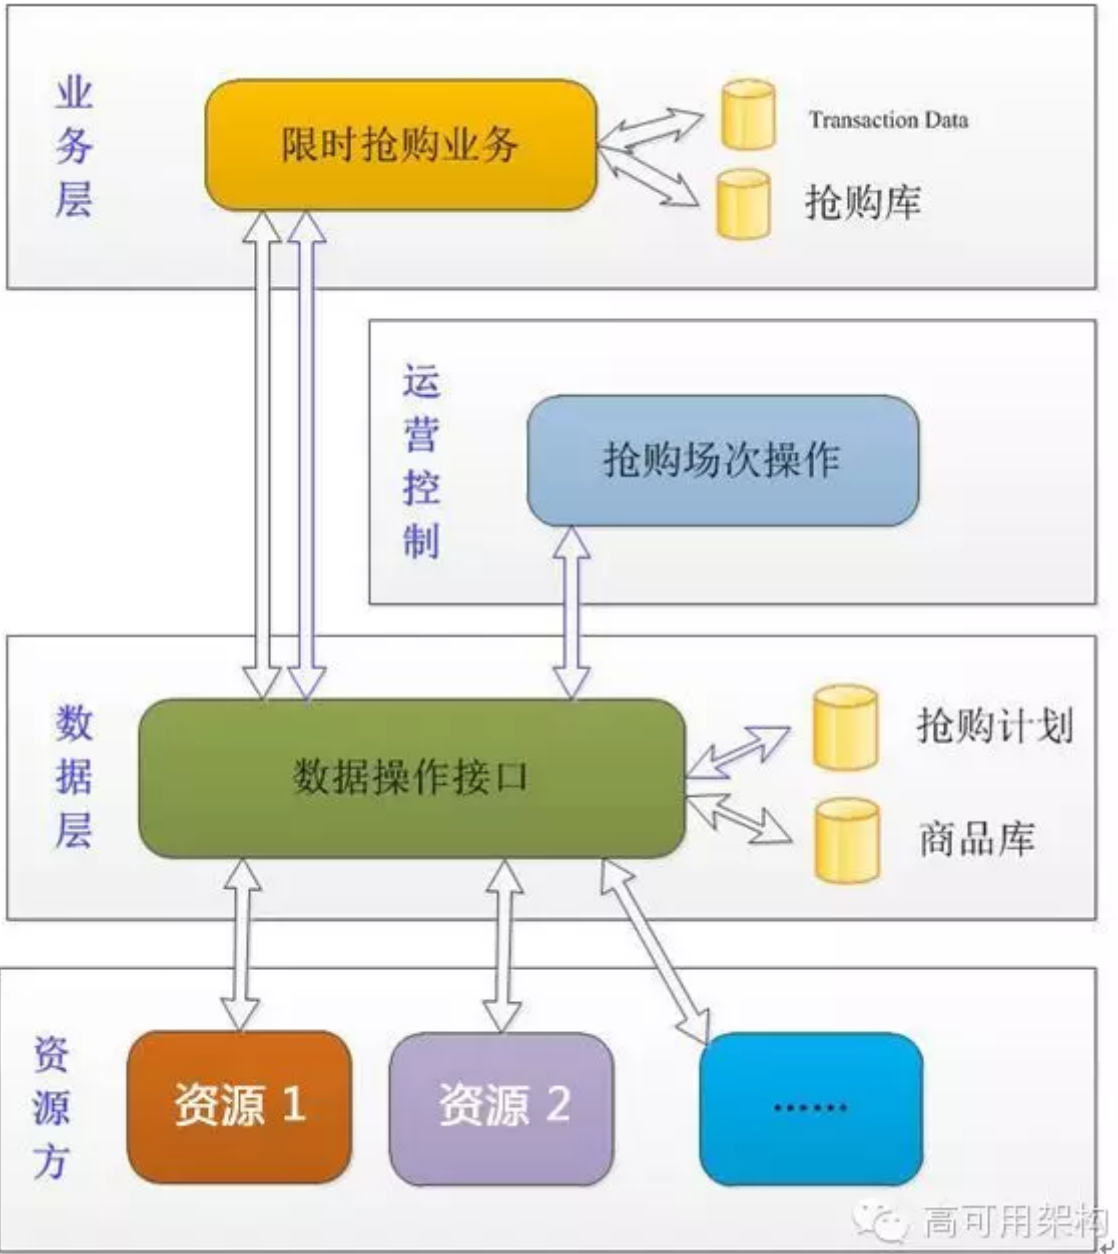 业务层
限时抢购业务
Transaction Data
抢购库
运营控制
抢购场次操作
数据层
数据操作接口
抢购计划
商品库
资源方
资源 1
资源 2
……
高可用架构